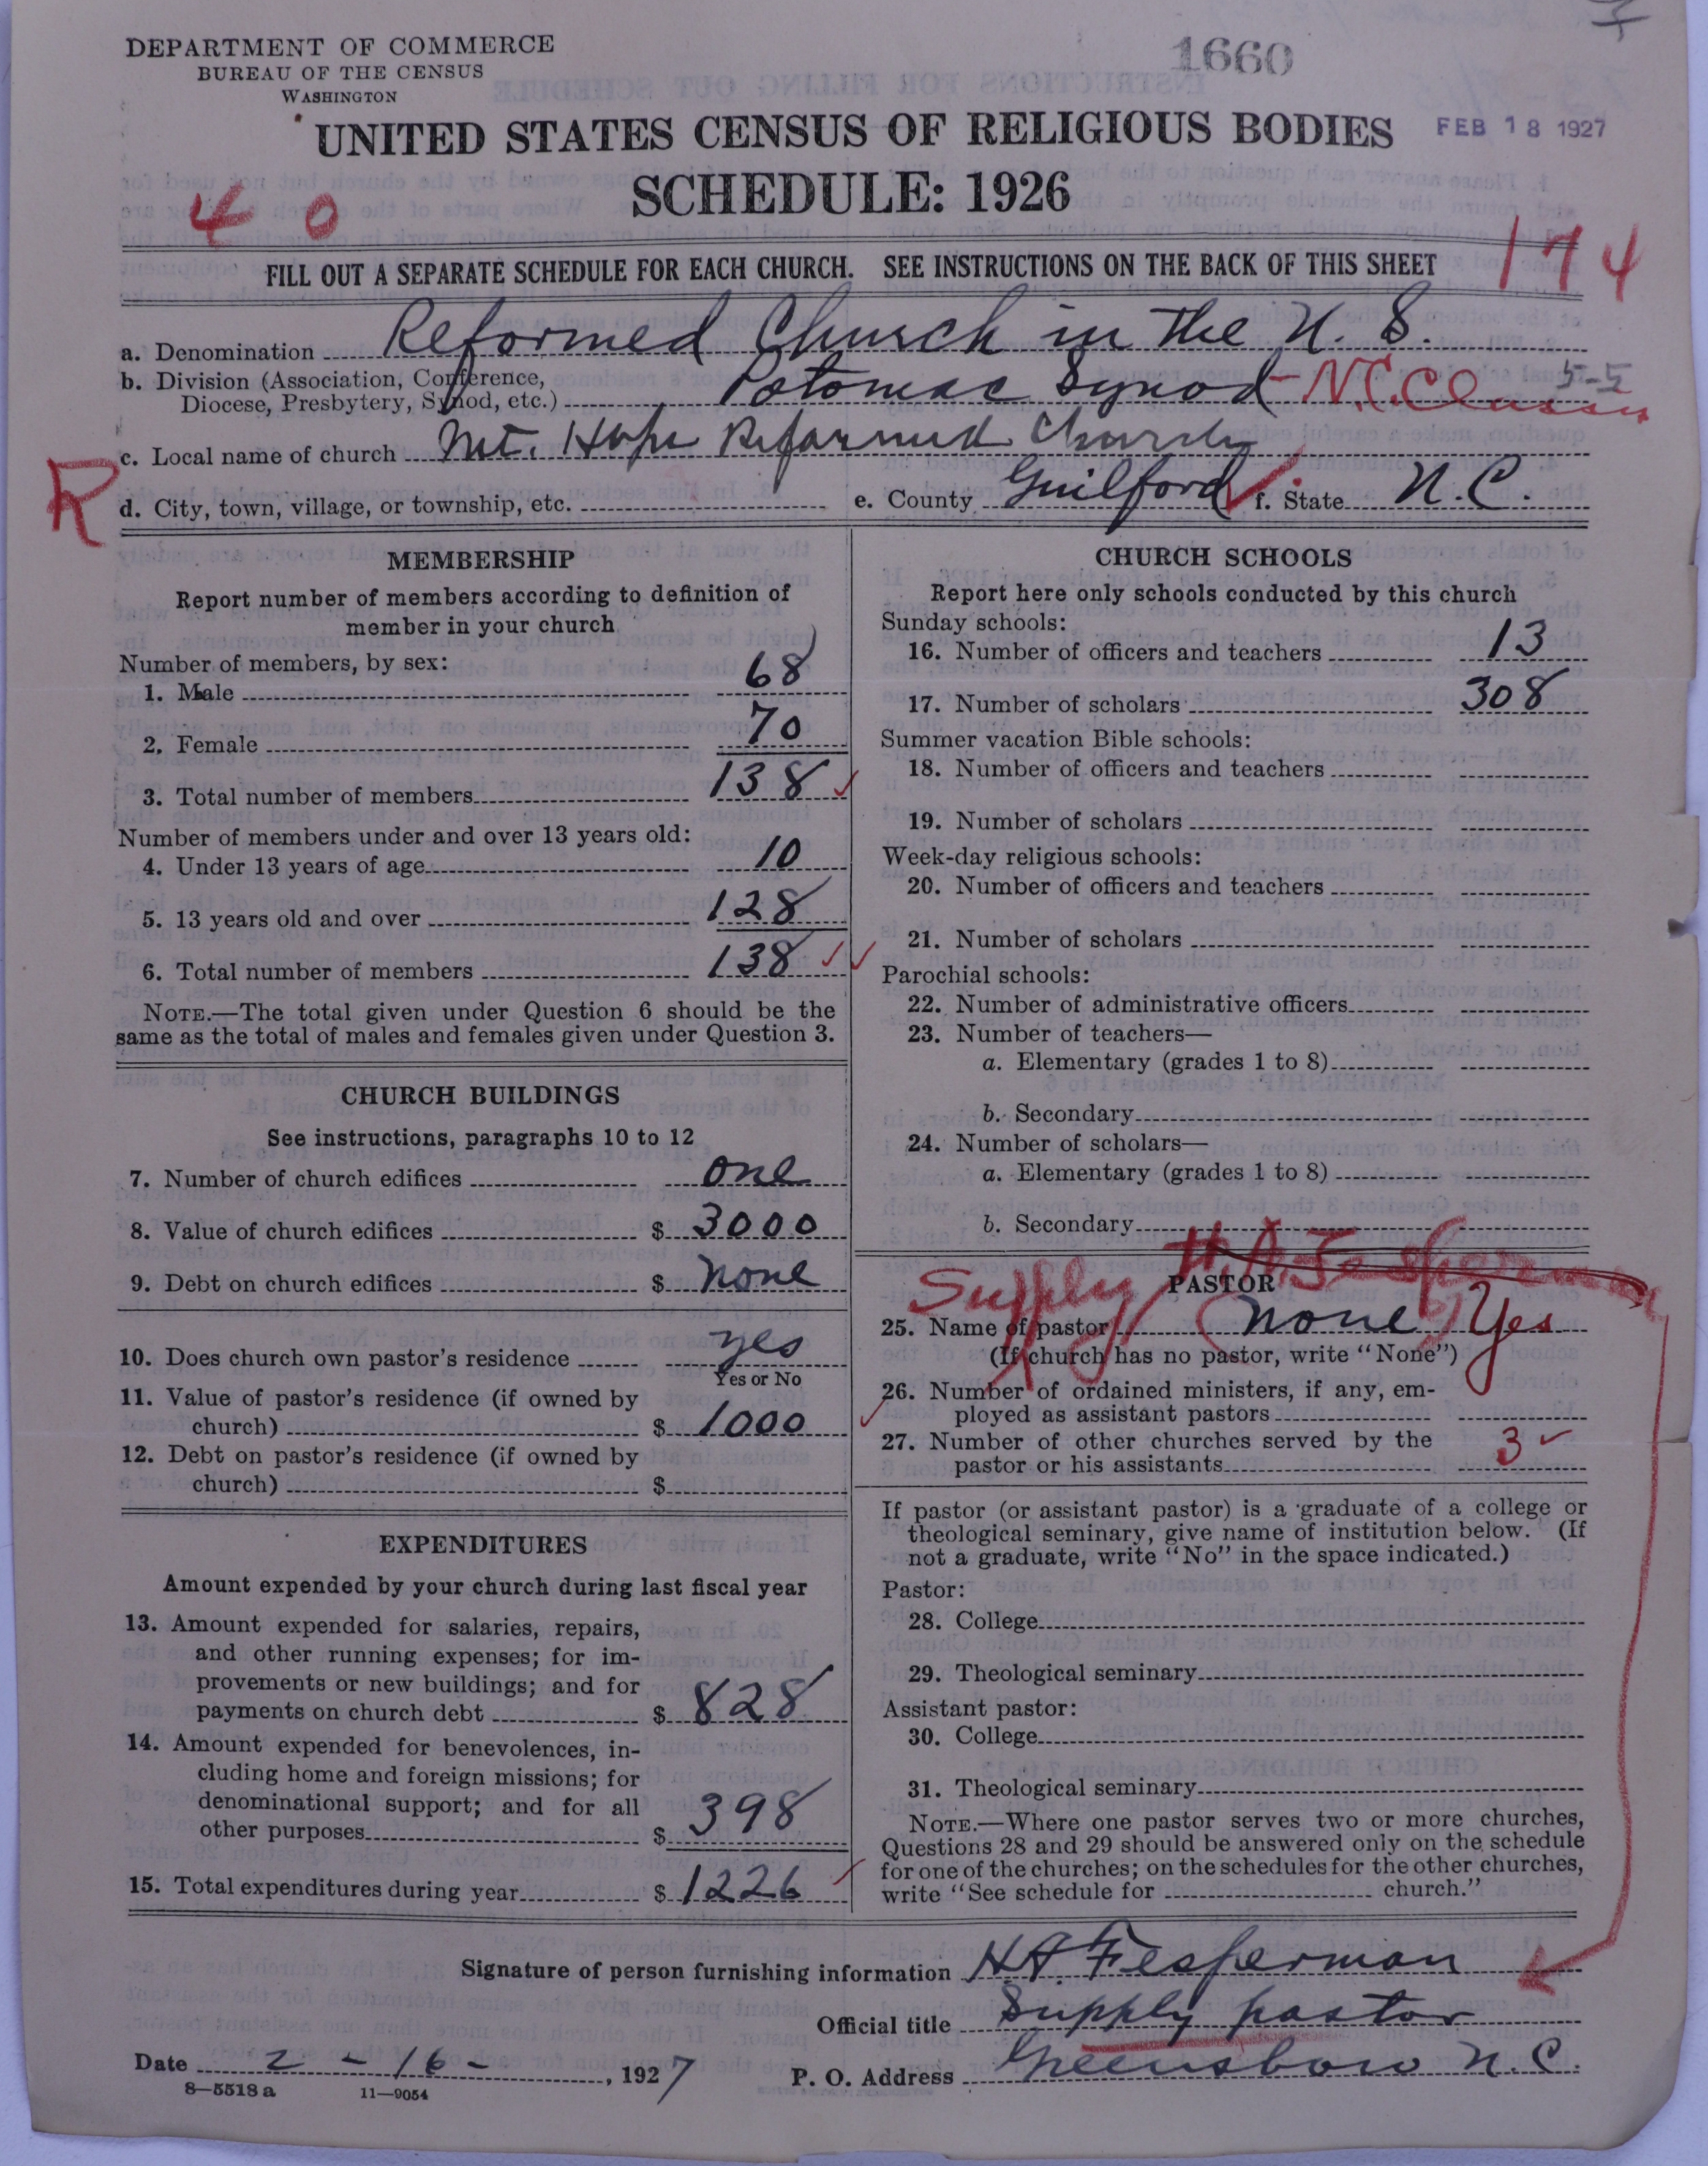 DEPARTMENT OF COMMERCE
BUREAU OF THE CENSUS
WASHINGTON
1660
UNITED STATES CENSUS OF RELIGIOUS BODIES
FEB 18 1927
SCHEDULE: 1926
40
174
FILL OUT A SEPARATE SCHEDULE FOR EACH CHURCH. SEE INSTRUCTIONS ON THE BACK OF THIS SHEET
a. Denomination Reformed Church in the U. S.
5-5
b. Division (Association, Conference, Diocese, Presbytery, Synod, etc.) Potomac Synod - N.C. Classis
c. Local name of church Mt. Hope Reformed Church
R
d. City, town, village, or township, etc. e. County Guilford f. State N.C.
MEMBERSHIP
Report number of members according to definition of
member in your church
Number of members, by sex:
1. Male 68
2. Female 70
3. Total number of members 138
Number of members under and over 13 years old:
4. Under 13 years of age 10
5. 13 years old and over 128
6. Total number of members 138
NOTE.—The total given under Question 6 should be the
same as the total of males and females given under Question 3.
CHURCH BUILDINGS
See instructions, paragraphs 10 to 12
7. Number of church edifices one
8. Value of church edifices $ 3000
9. Debt on church edifices $ none
10. Does church own pastor's residence yes
Yes or No
11. Value of pastor's residence (if owned by
church) $ 1000
12. Debt on pastor's residence (if owned by
church) $
EXPENDITURES
Amount expended by your church during last fiscal year
13. Amount expended for salaries, repairs,
and other running expenses; for im-
provements or new buildings; and for
payments on church debt $ 828
14. Amount expended for benevolences, in-
cluding home and foreign missions; for
denominational support; and for all
other purposes $ 398
15. Total expenditures during year $ 1226
CHURCH SCHOOLS
Report here only schools conducted by this church
Sunday schools:
16. Number of officers and teachers 13
17. Number of scholars 308
Summer vacation Bible schools:
18. Number of officers and teachers
19. Number of scholars
Week-day religious schools:
20. Number of officers and teachers
21. Number of scholars
Parochial schools:
22. Number of administrative officers
23. Number of teachers—
a. Elementary (grades 1 to 8)
b. Secondary
24. Number of scholars—
a. Elementary (grades 1 to 8)
b. Secondary
Supply H. A. Fesperman
PASTOR
25. Name of pastor (None) Yes
(If church has no pastor, write "None")
26. Number of ordained ministers, if any, em-
ployed as assistant pastors
27. Number of other churches served by the
pastor or his assistants 3
If pastor (or assistant pastor) is a graduate of a college or
theological seminary, give name of institution below. (If
not a graduate, write "No" in the space indicated.)
Pastor:
28. College
29. Theological seminary
Assistant pastor:
30. College
31. Theological seminary
NOTE.—Where one pastor serves two or more churches,
Questions 28 and 29 should be answered only on the schedule
for one of the churches; on the schedules for the other churches,
write "See schedule for church."
Signature of person furnishing information H.A. Fesperman
Official title Supply pastor
Date 2 - 16 - , 1927 P. O. Address Greensboro N.C.
8—5518 a 11—9054